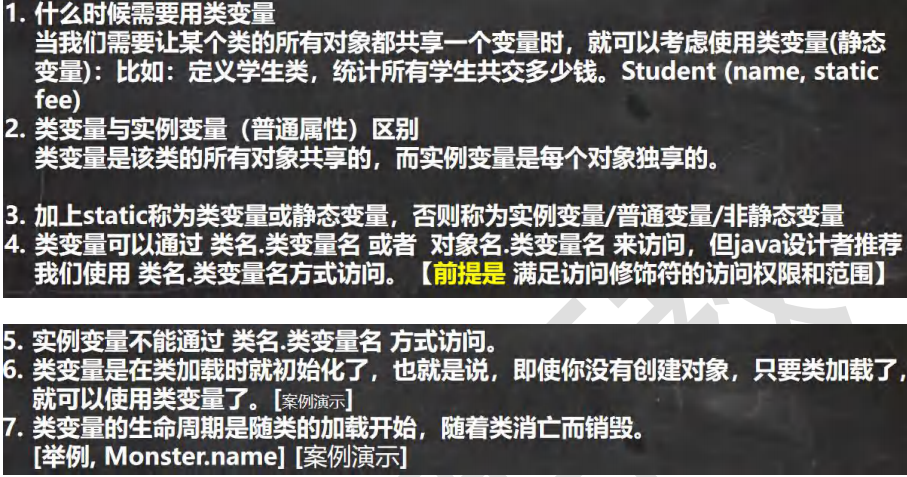 1. 什么时候需要用类变量
当我们需要让某个类的所有对象都共享一个变量时，就可以考虑使用类变量(静态
变量)：比如：定义学生类，统计所有学生共交多少钱。Student (name, static
fee)
2. 类变量与实例变量（普通属性）区别
类变量是该类的所有对象共享的，而实例变量是每个对象独享的。
3. 加上static称为类变量或静态变量，否则称为实例变量/普通变量/非静态变量
4. 类变量可以通过 类名.类变量名 或者 对象名.类变量名 来访问，但java设计者推荐
我们使用 类名.类变量名方式访问。【前提是 满足访问修饰符的访问权限和范围】
5. 实例变量不能通过 类名.类变量名 方式访问。
6. 类变量是在类加载时就初始化了，也就是说，即使你没有创建对象，只要类加载了，
就可以使用类变量了。[案例演示]
7. 类变量的生命周期是随类的加载开始，随着类消亡而销毁。
[举例, Monster.name] [案例演示]